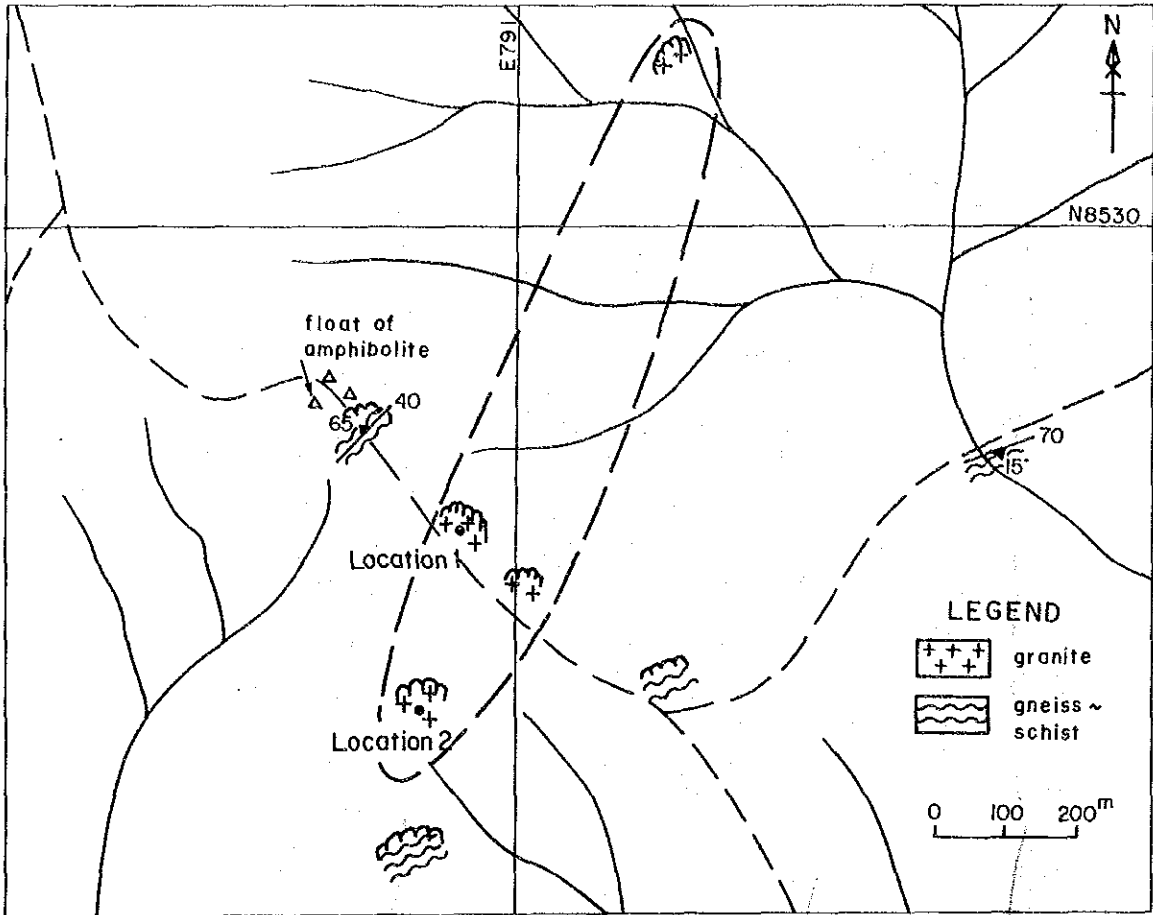 E791
N
N8530
float of
amphibolite
65
40
70
15
Location 1
Location 2
LEGEND
granite
gneiss ~
schist
0 100 200m